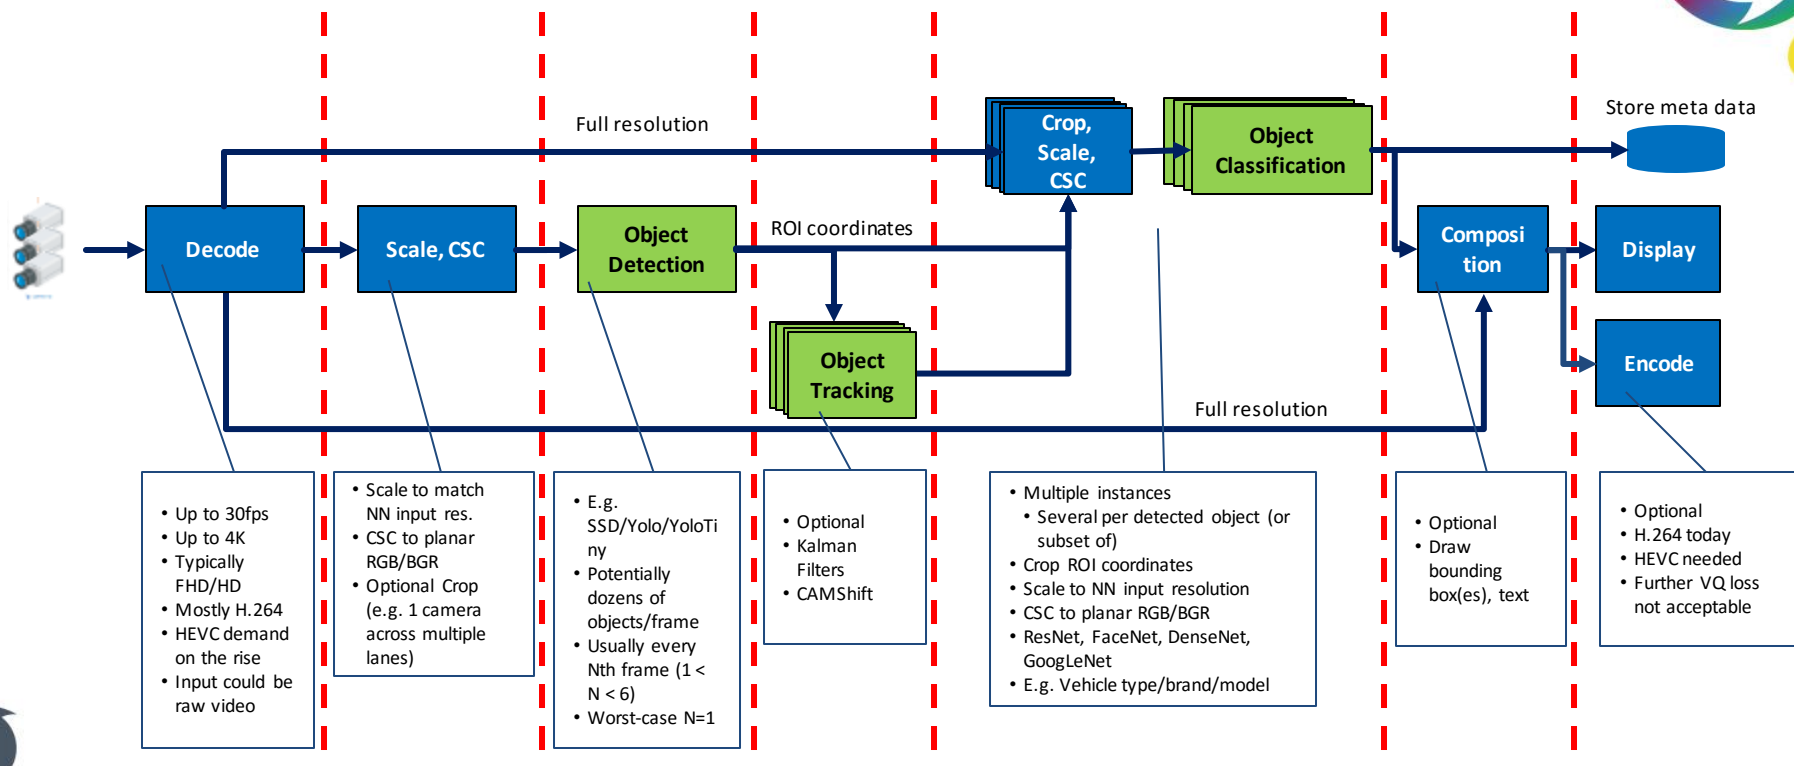 Store meta data
Full resolution
Crop,
Scale,
CSC
Object
Classification
Decode
Scale, CSC
Object
Detection
ROI coordinates
Composi
tion
Display
Object
Tracking
Encode
Full resolution
• Up to 30fps
• Up to 4K
• Typically
FHD/HD
• Mostly H.264
• HEVC demand
on the rise
• Input could be
raw video
• Scale to match
NN input res.
• CSC to planar
RGB/BGR
• Optional Crop
(e.g. 1 camera
across multiple
lanes)
• E.g.
SSD/Yolo/YoloTi
ny
• Potentially
dozens of
objects/frame
• Usually every
Nth frame (1 <
N < 6)
• Worst-case N=1
• Optional
• Kalman
Filters
• CAMShift
• Multiple instances
• Several per detected object (or
subset of)
• Crop ROI coordinates
• Scale to NN input resolution
• CSC to planar RGB/BGR
• ResNet, FaceNet, DenseNet,
GoogLeNet
• E.g. Vehicle type/brand/model
• Optional
• Draw
bounding
box(es), text
• Optional
• H.264 today
• HEVC needed
• Further VQ loss
not acceptable